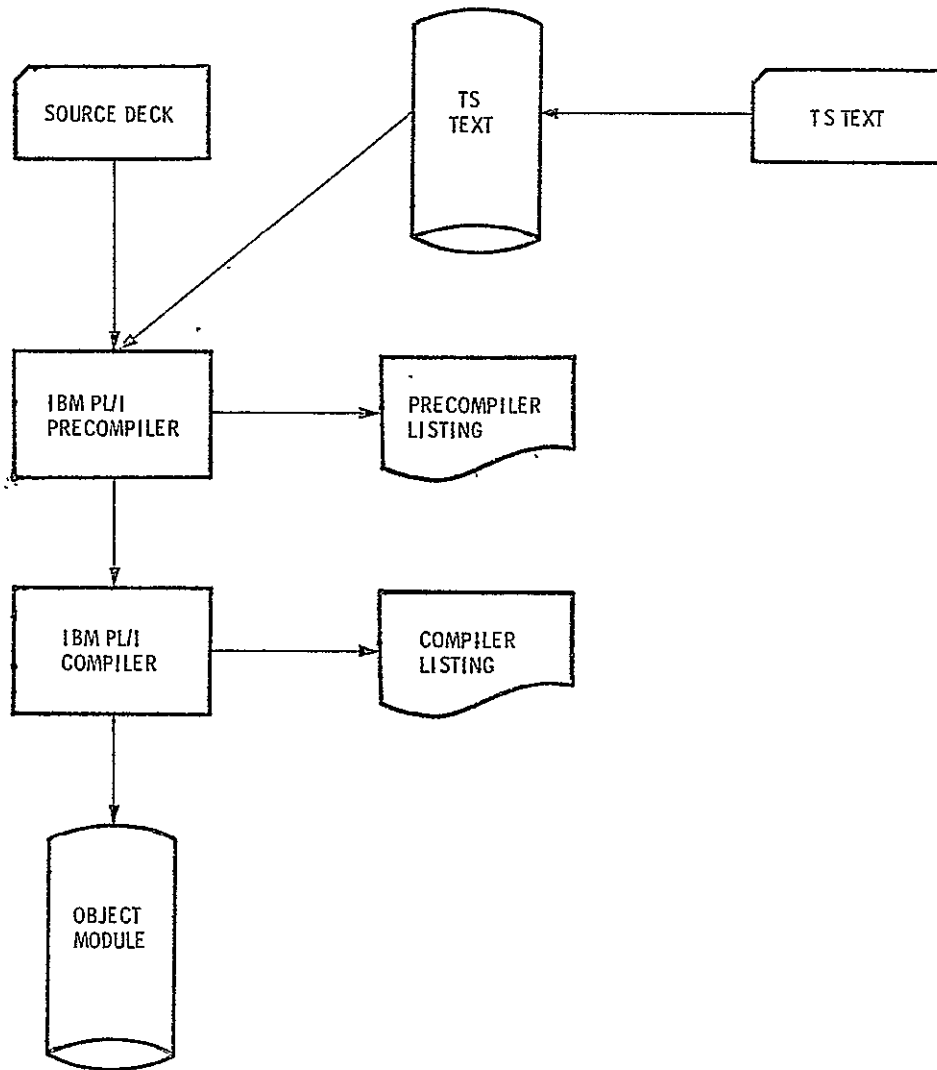 SOURCE DECK
TS
TEXT
TS TEXT
IBM PL/I
PRECOMPILER
PRECOMPILER
LISTING
IBM PL/I
COMPILER
COMPILER
LISTING
OBJECT
MODULE